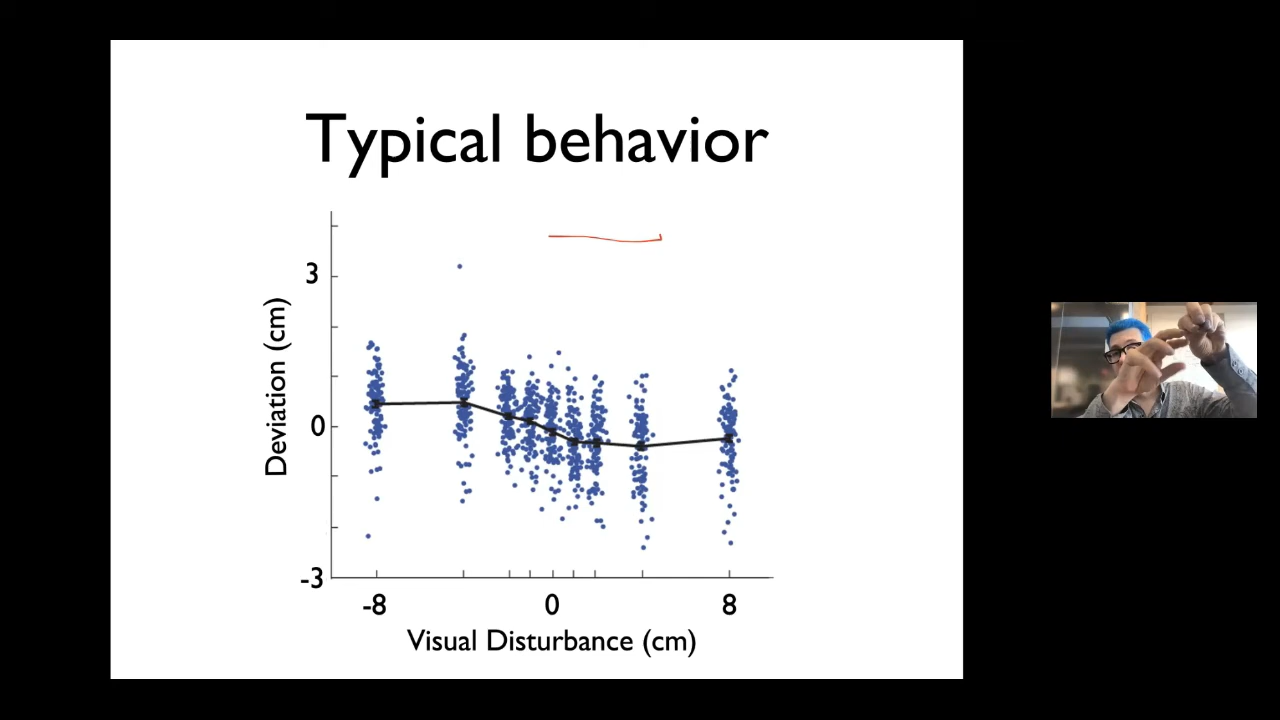 Typical behavior
3
0
-3
Deviation (cm)
-8 0 8
Visual Disturbance (cm)